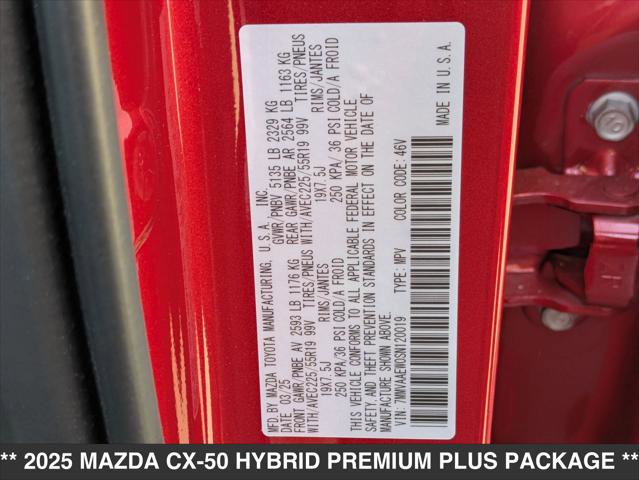 MFD. BY MAZDA TOYOTA MANUFACTURING, U.S.A., INC.
DATE 03/25 GVWR/PNBV 5135 LB 2329 KG
FRONT GAWR/PNBE AV 2593 LB 1176 KG REAR GAWR/PNBE AR 2564 LB 1163 KG
WITH/AVEC225/55R19 99V TIRES/PNEUS WITH/AVEC225/55R19 99V TIRES/PNEUS
19X7.5J RIMS/JANTES 19X7.5J RIMS/JANTES
250 KPA/36 PSI COLD/A FROID 250 KPA/ 36 PSI COLD/A FROID
THIS VEHICLE CONFORMS TO ALL APPLICABLE FEDERAL MOTOR VEHICLE
SAFETY, AND THEFT PREVENTION STANDARDS IN EFFECT ON THE DATE OF
MANUFACTURE SHOWN ABOVE.
VIN: 7MMVAAEW0SN120019 TYPE: MPV COLOR CODE: 46V
MADE IN U.S.A.
** 2025 MAZDA CX-50 HYBRID PREMIUM PLUS PACKAGE **